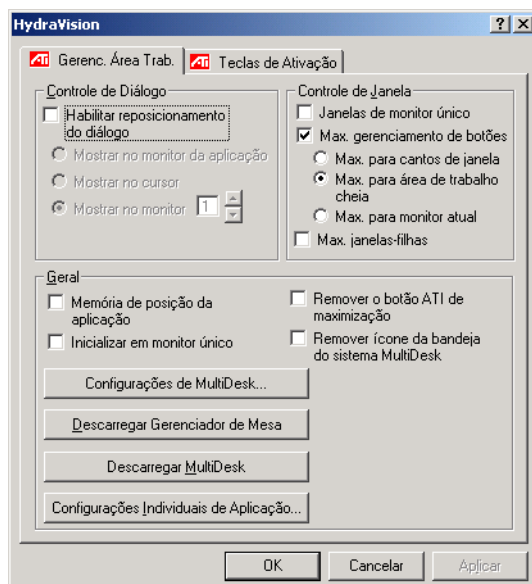 HydraVision
ATI Gerenc. Área Trab.
ATI Teclas de Ativação
Controle de Diálogo
Habilitar reposicionamento
do diálogo
Mostrar no monitor da aplicação
Mostrar no cursor
Mostrar no monitor 1
Controle de Janela
Janelas de monitor único
Max. gerenciamento de botões
Max. para cantos de janela
Max. para área de trabalho
cheia
Max. para monitor atual
Max. janelas-filhas
Geral
Memória de posição da
aplicação
Inicializar em monitor único
Remover o botão ATI de
maximização
Remover ícone da bandeja
do sistema MultiDesk
Configurações de MultiDesk...
Descarregar Gerenciador de Mesa
Descarregar MultiDesk
Configurações Individuais de Aplicação...
OK
Cancelar
Aplicar